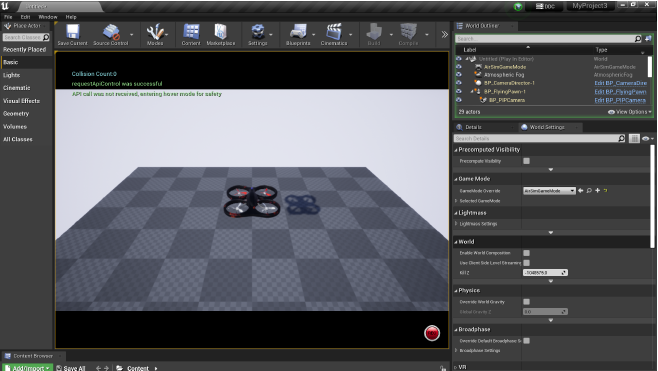 Untitled
DOC
MyProject3
File Edit Window Help
Place Actor
Search Classes
Recently Placed
Basic
Lights
Cinematic
Visual Effects
Geometry
Volumes
All Classes
Save Current Source Control Modes Content Marketplace Settings Blueprints Cinematics Build Compile
Collision Count:0
requestApiControl was successful
API call was not received, entering hover mode for safety
World Outliner
Search
Label Type
Untitled (Play In Editor) World
AirSimGameMode AirSimGameMode
Atmospheric Fog AtmosphericFog
BP_CameraDirector-1 Edit BP_CameraDire
BP_FlyingPawn-1 Edit BP_FlyingPawn
BP_PIPCamera Edit BP_PIPCamera
29 actors View Options
Details World Settings
Search Details
Precomputed Visibility
Precompute Visibility
Game Mode
GameMode Override AirSimGameMode
Selected GameMode
Lightmass
Lightmass Settings
World
Enable World Composition
Use Client Side Level Streaming
Kill Z
Physics
Override World Gravity
Global Gravity Z 0.0
Broadphase
Override Default Broadphase
Broadphase Settings
VR
Content Browser
Add/Import Save All Content